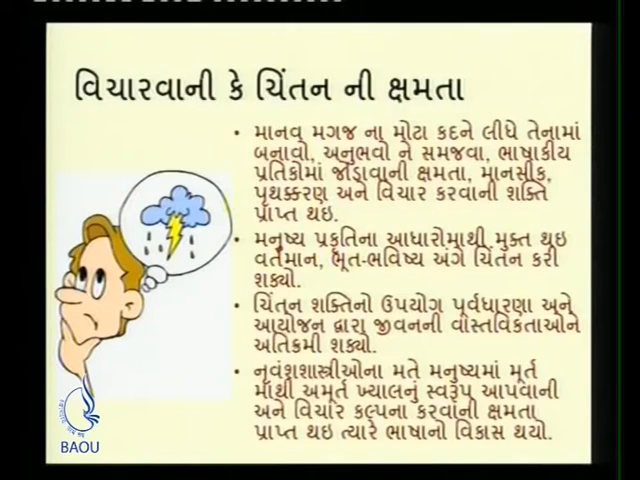 વિચારવાની કે ચિંતન ની ક્ષમતા
• માનવ મગજ ના મોટા કદને લીધે તેનામાં
બનાવો, અનુભવો ને સમજવા, ભાષાકીય
પ્રતિકોમાં જોડાવાની ક્ષમતા, માનસીક,
પૃથક્કરણ અને વિચાર કરવાની શક્તિ
પ્રાપ્ત થઇ.
• મનુષ્ય પ્રકૃતિના આધારોમાથી મુક્ત થઇ
વર્તમાન, ભૂત-ભવિષ્ય અંગે ચિંતન કરી
શક્યો.
• ચિંતન શક્તિનો ઉપયોગ પૂર્વધારણા અને
આયોજન દ્વારા જીવનની વાસ્તવિકતાઓને
અતિક્રમી શક્યો.
• નૃવંશશાસ્ત્રીઓના મતે મનુષ્યમાં મૂર્ત
માંથી અમૂર્ત ખ્યાલનું સ્વરૂપ આપવાની
અને વિચાર કલ્પના કરવાની ક્ષમતા
પ્રાપ્ત થઇ ત્યારે ભાષાનો વિકાસ થયો.
BAOU